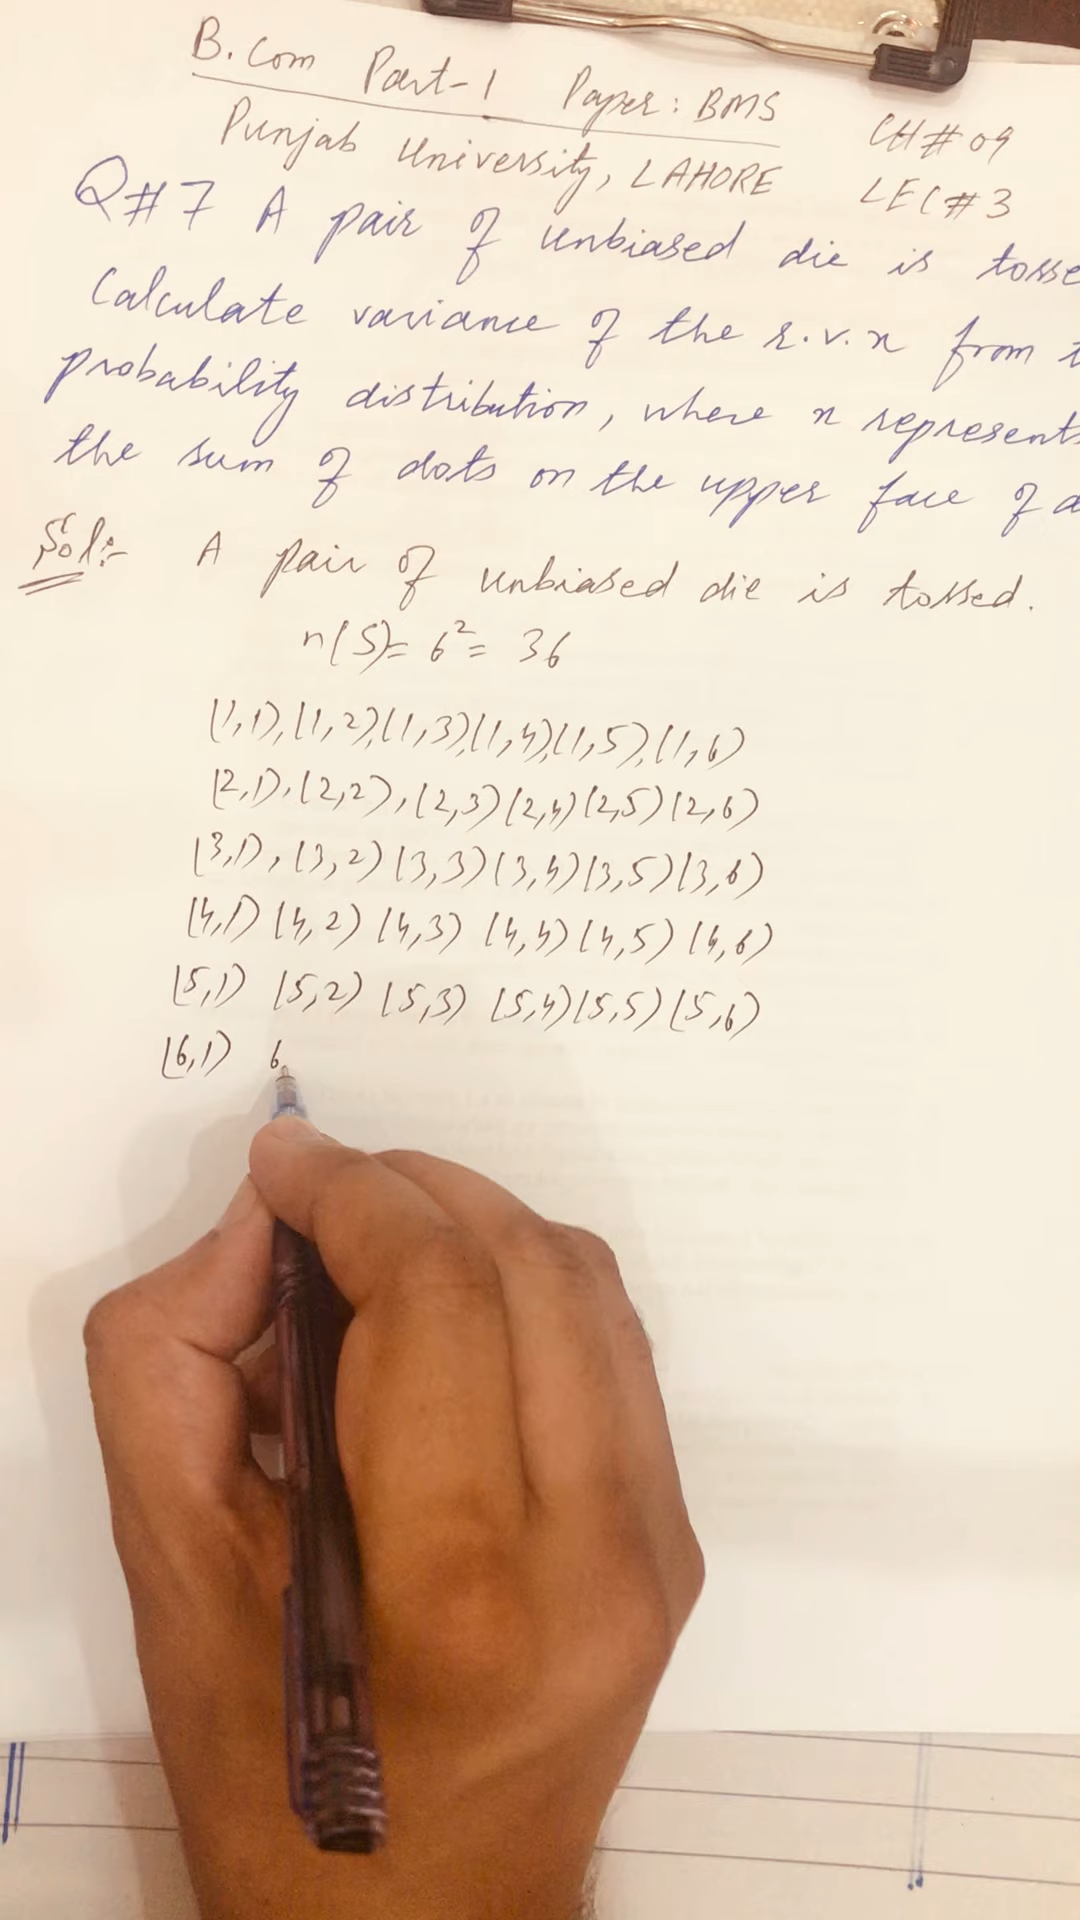 B. Com Part-1 Paper: BMS
Punjab University, LAHORE
CH# 09
LEC#3
Q#7 A pair of unbiased die is tosse
Calculate variance of the r.v. x from t
probability distribution, where x represents
the sum of dots on the upper face of a
Sol:- A pair of unbiased die is tossed.
n(S)= 6²= 36
(1,1), (1,2), (1,3), (1,4), (1,5), (1,6)
(2,1), (2,2), (2,3) (2,4) (2,5) (2,6)
(3,1), (3,2) (3,3) (3,4) (3,5) (3,6)
(4,1) (4,2) (4,3) (4,4) (4,5) (4,6)
(5,1) (5,2) (5,3) (5,4) (5,5) (5,6)
(6,1) 6,